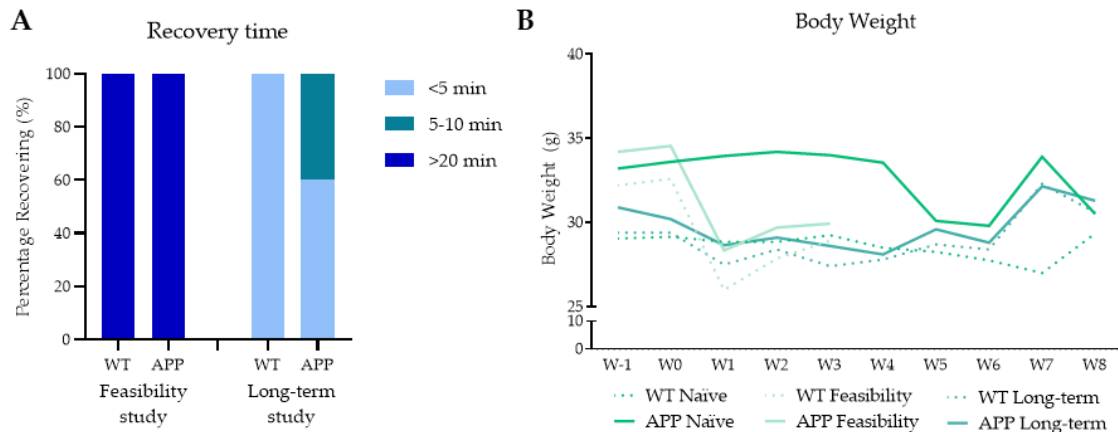 A
Recovery time
Percentage Recovering (%)
100
80
60
40
20
0
WT
APP
WT
APP
Feasibility
study
Long-term
study
<5 min
5-10 min
>20 min
B
Body Weight
Body Weight (g)
40
35
30
25
10
0
W-1 W0 W1 W2 W3 W4 W5 W6 W7 W8
WT Naïve WT Feasibility WT Long-term
APP Naïve APP Feasibility APP Long-term